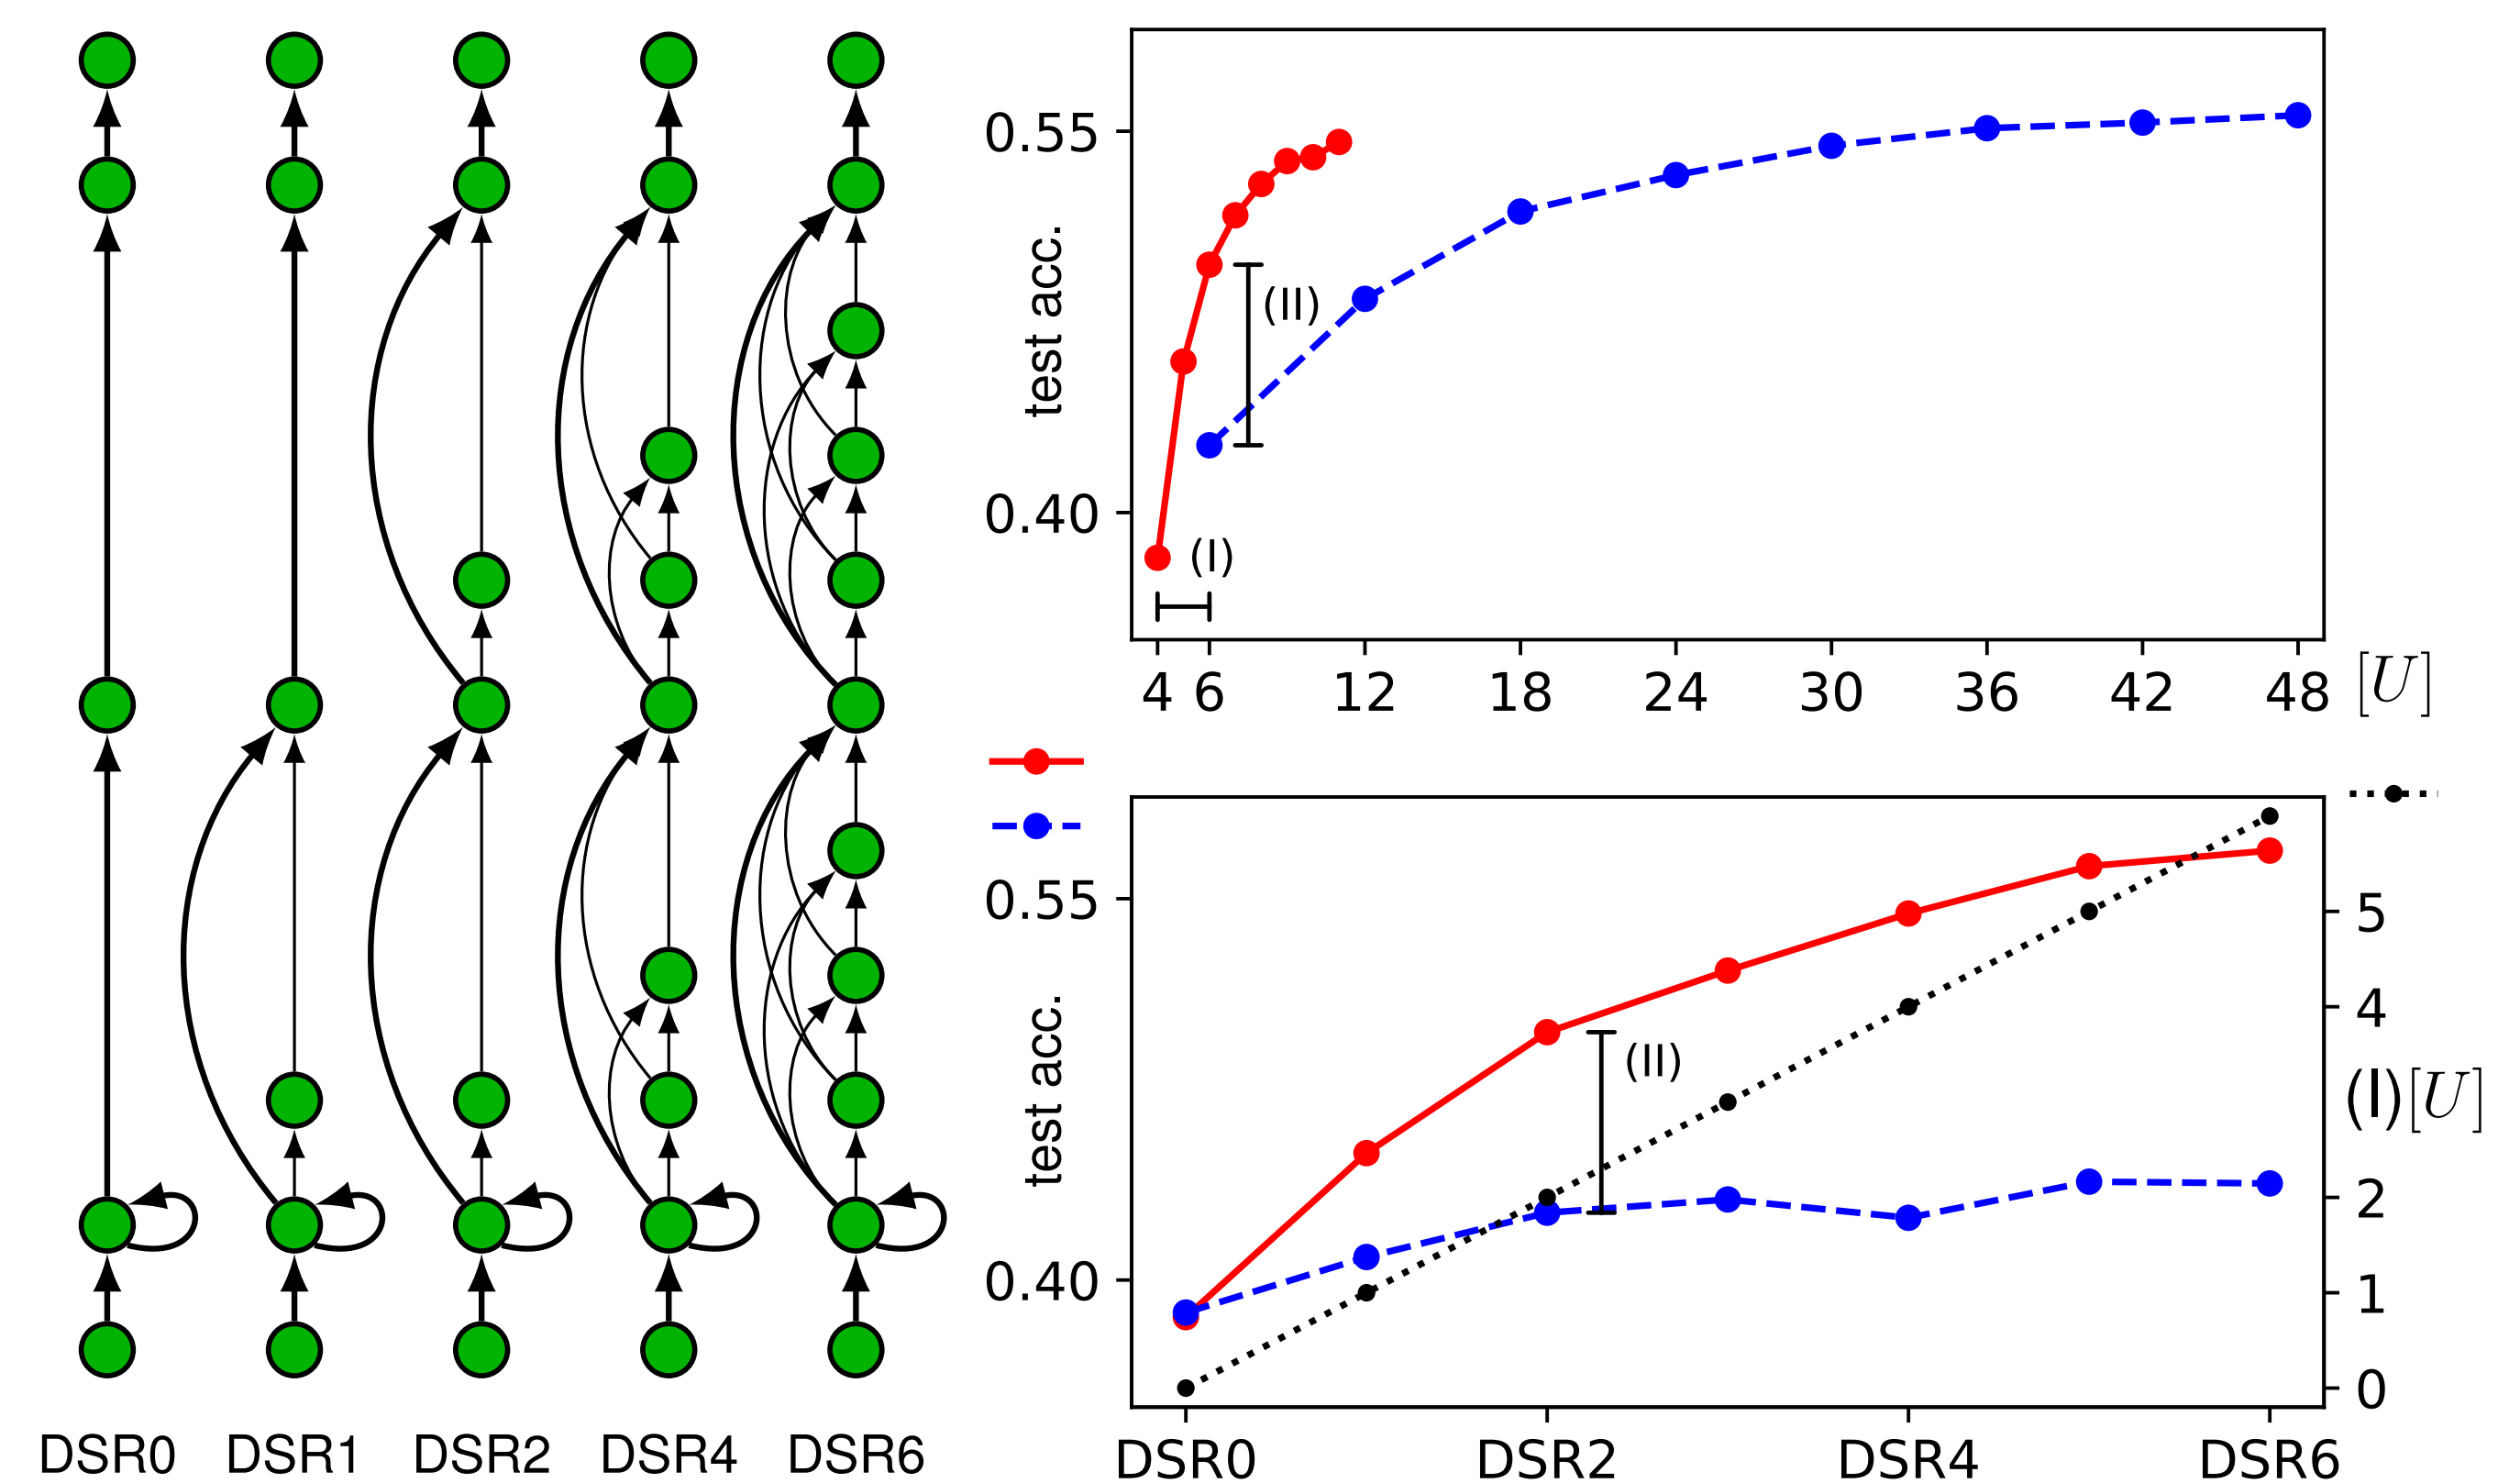 0.55
test acc.
(II)
0.40
(I)
4 6 12 18 24 30 36 42 48 [U]
0.55
5
4
test acc.
(II)
(I)[U]
2
0.40
1
0
DSR0 DSR1 DSR2 DSR4 DSR6
DSR0 DSR2 DSR4 DSR6